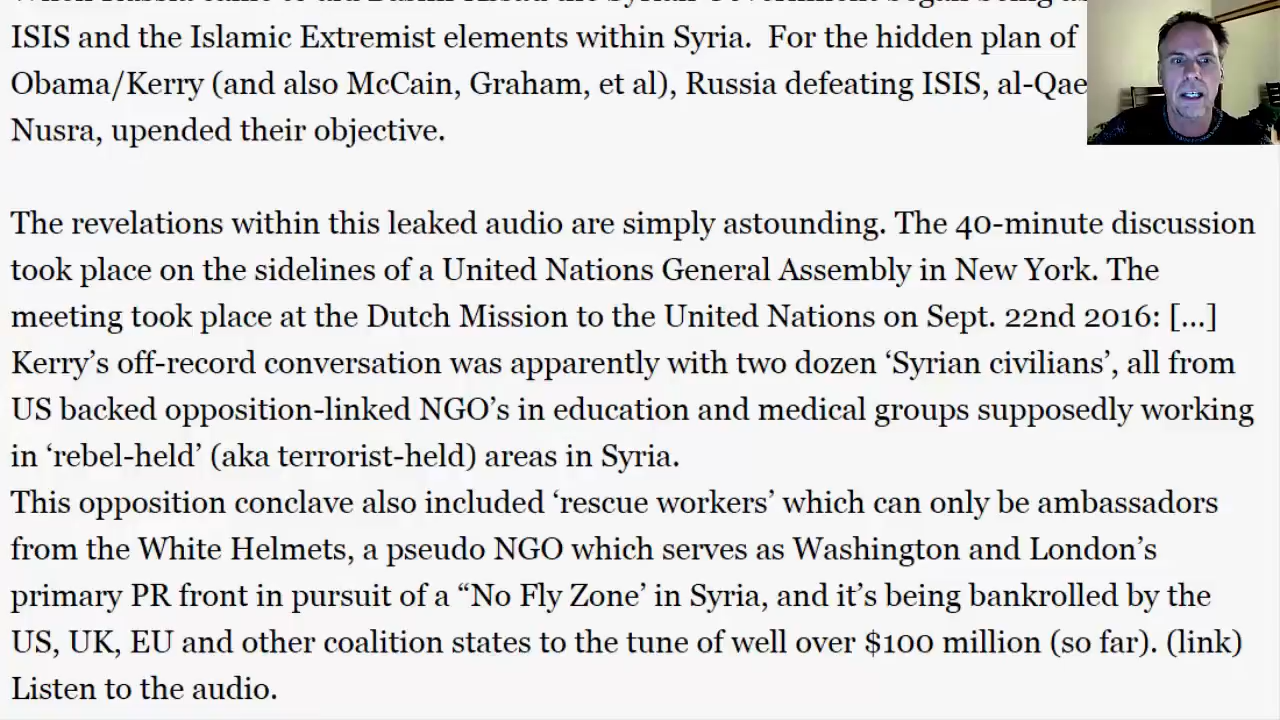 ISIS and the Islamic Extremist elements within Syria.  For the hidden plan of
Obama/Kerry (and also McCain, Graham, et al), Russia defeating ISIS, al-Qae
Nusra, upended their objective.
The revelations within this leaked audio are simply astounding. The 40-minute discussion
took place on the sidelines of a United Nations General Assembly in New York. The
meeting took place at the Dutch Mission to the United Nations on Sept. 22nd 2016: […]
Kerry’s off-record conversation was apparently with two dozen ‘Syrian civilians’, all from
US backed opposition-linked NGO’s in education and medical groups supposedly working
in ‘rebel-held’ (aka terrorist-held) areas in Syria.
This opposition conclave also included ‘rescue workers’ which can only be ambassadors
from the White Helmets, a pseudo NGO which serves as Washington and London’s
primary PR front in pursuit of a “No Fly Zone’ in Syria, and it’s being bankrolled by the
US, UK, EU and other coalition states to the tune of well over $100 million (so far). (link)
Listen to the audio.